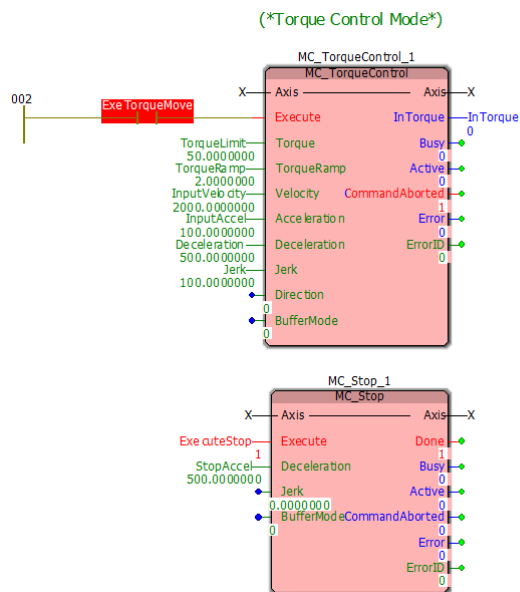 (*Torque Control Mode*)
MC_TorqueControl_1
MC_TorqueControl
X Axis Axis X
002 ExeTorqueMove Execute InTorque InTorque
0
TorqueLimit Torque Busy
50.0000000 0
TorqueRamp TorqueRamp Active
2.0000000 0
InputVelocity Velocity CommandAborted
2000.0000000 1
InputAccel Acceleration Error
100.0000000 0
Deceleration Deceleration ErrorID
500.0000000 0
Jerk Jerk
100.0000000
Direction
0
BufferMode
0
MC_Stop_1
MC_Stop
X Axis Axis X
ExecuteStop Execute Done
1 1
StopAccel Deceleration Busy
500.0000000 0
Jerk Active
0.0000000 0
BufferMode CommandAborted
0 0
Error
0
ErrorID
0